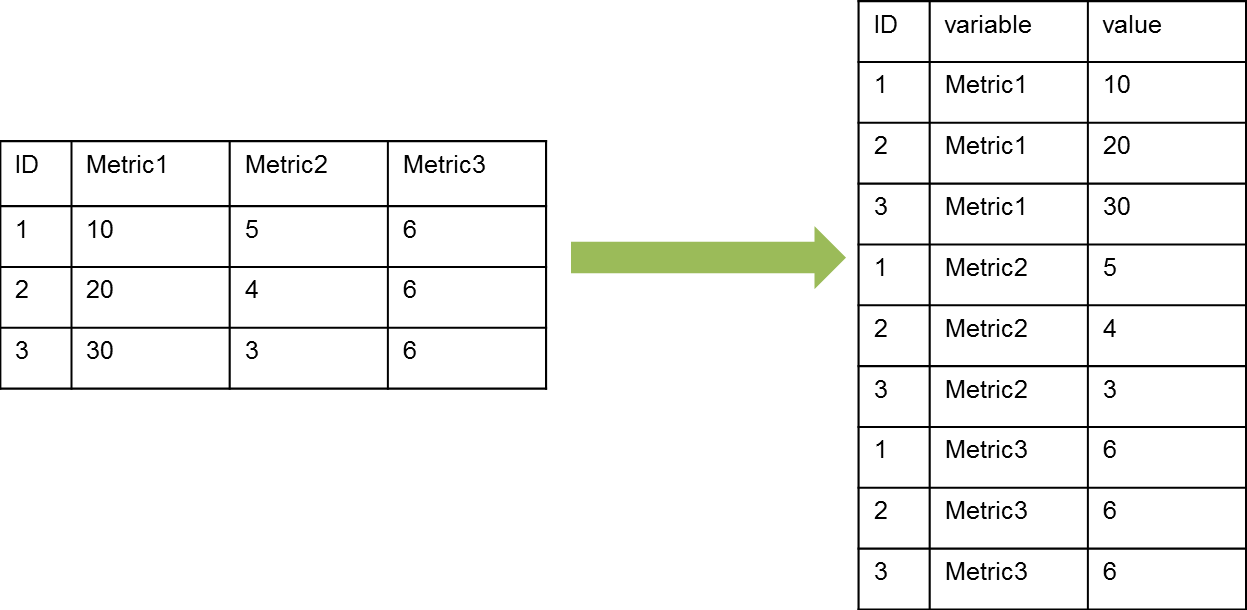 ID Metric1 Metric2 Metric3
1 10 5 6
2 20 4 6
3 30 3 6
ID variable value
1 Metric1 10
2 Metric1 20
3 Metric1 30
1 Metric2 5
2 Metric2 4
3 Metric2 3
1 Metric3 6
2 Metric3 6
3 Metric3 6